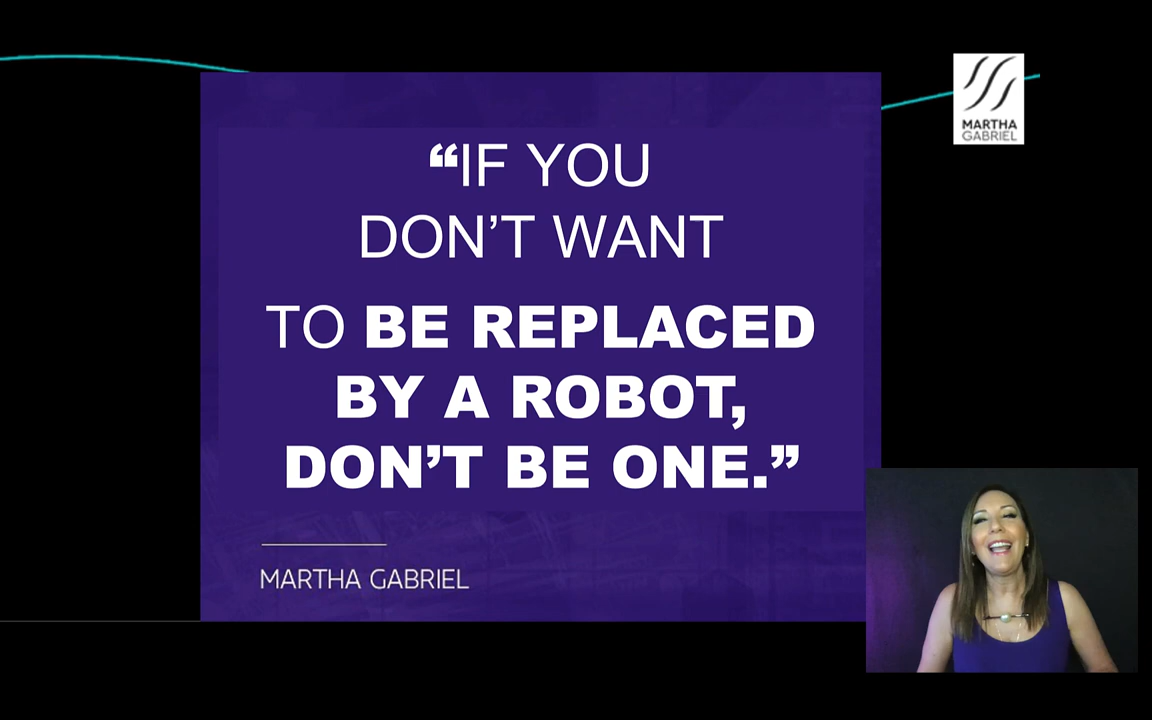 “IF YOU
DON’T WANT
TO BE REPLACED
BY A ROBOT,
DON’T BE ONE.”
MARTHA GABRIEL
MARTHA
GABRIEL